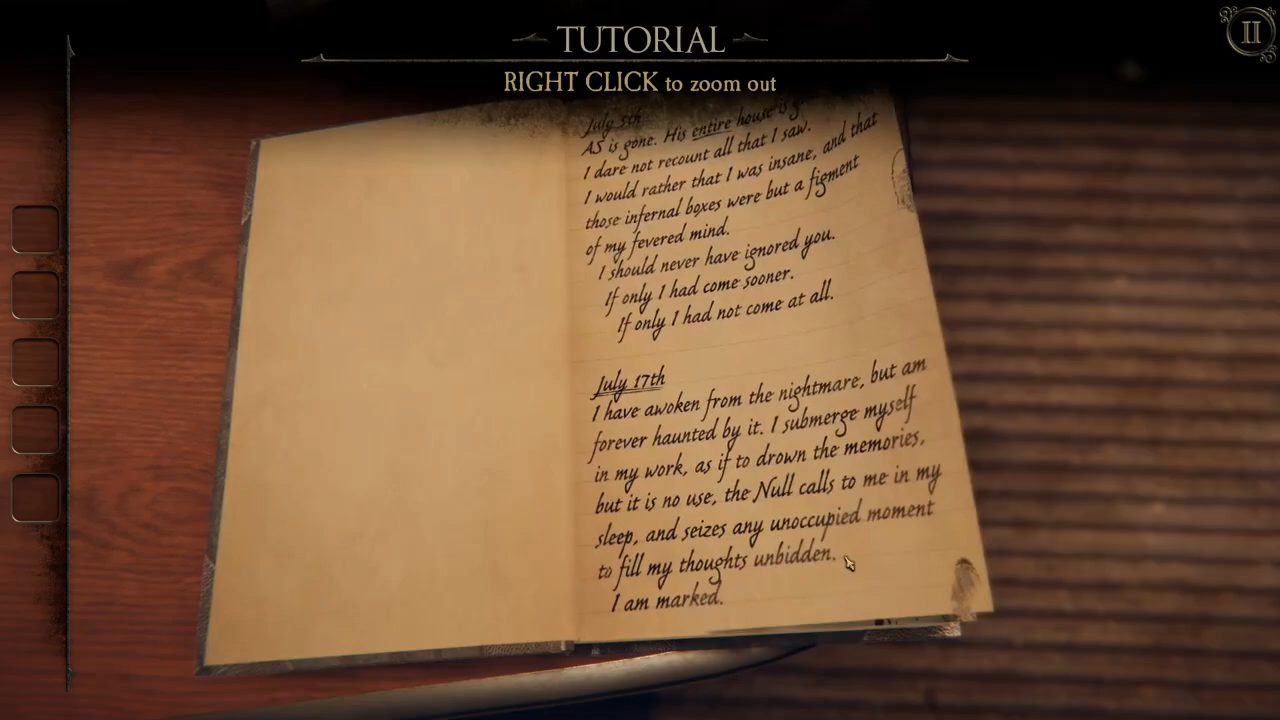 TUTORIAL
RIGHT CLICK to zoom out
July 5th
AS is gone. His entire house is
I dare not recount all that I saw.
I would rather that I was insane, and that
those infernal boxes were but a figment
of my fevered mind.
I should never have ignored you.
If only I had come sooner.
If only I had not come at all.
July 17th
I have awoken from the nightmare, but am
forever haunted by it. I submerge myself
in my work, as if to drown the memories,
but it is no use, the Null calls to me in my
sleep, and seizes any unoccupied moment
to fill my thoughts unbidden.
I am marked.